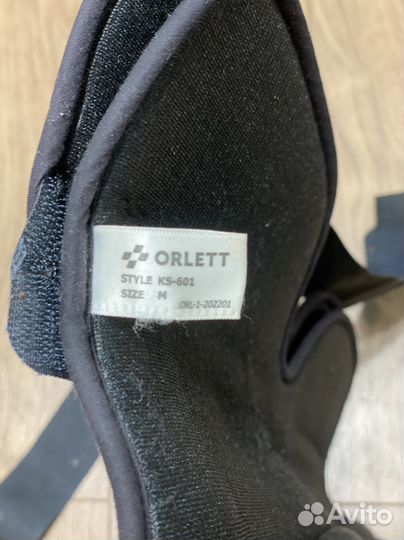 ORLETT
STYLE KS-601
SIZE M
ORL-1-202201
Avito